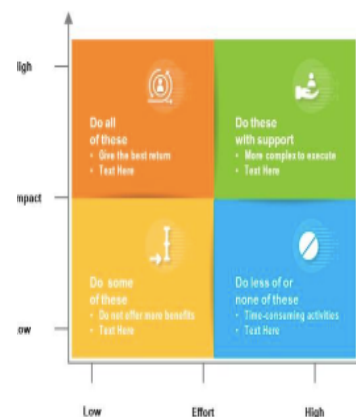 High
Do all
of these
• Give the best return
• Text Here
Do these
with support
• More complex to execute
• Text Here
mpact
Do some
of these
• Do not offer more benefits
• Text Here
Do less of or
none of these
• Time-consuming activities
• Text Here
ow
Low
Effort
High